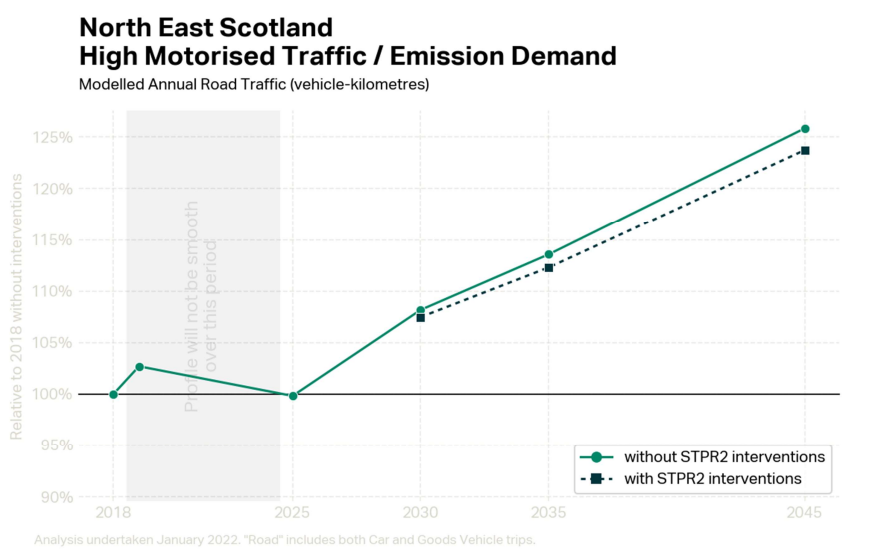 North East Scotland
High Motorised Traffic / Emission Demand
Modelled Annual Road Traffic (vehicle-kilometres)
Relative to 2018 without interventions
125%
120%
115%
110%
105%
100%
95%
90%
Profile will not be smooth
over this period
without STPR2 interventions
with STPR2 interventions
2018
2025
2030
2035
2045
Analysis undertaken January 2022. "Road" includes both Car and Goods Vehicle trips.